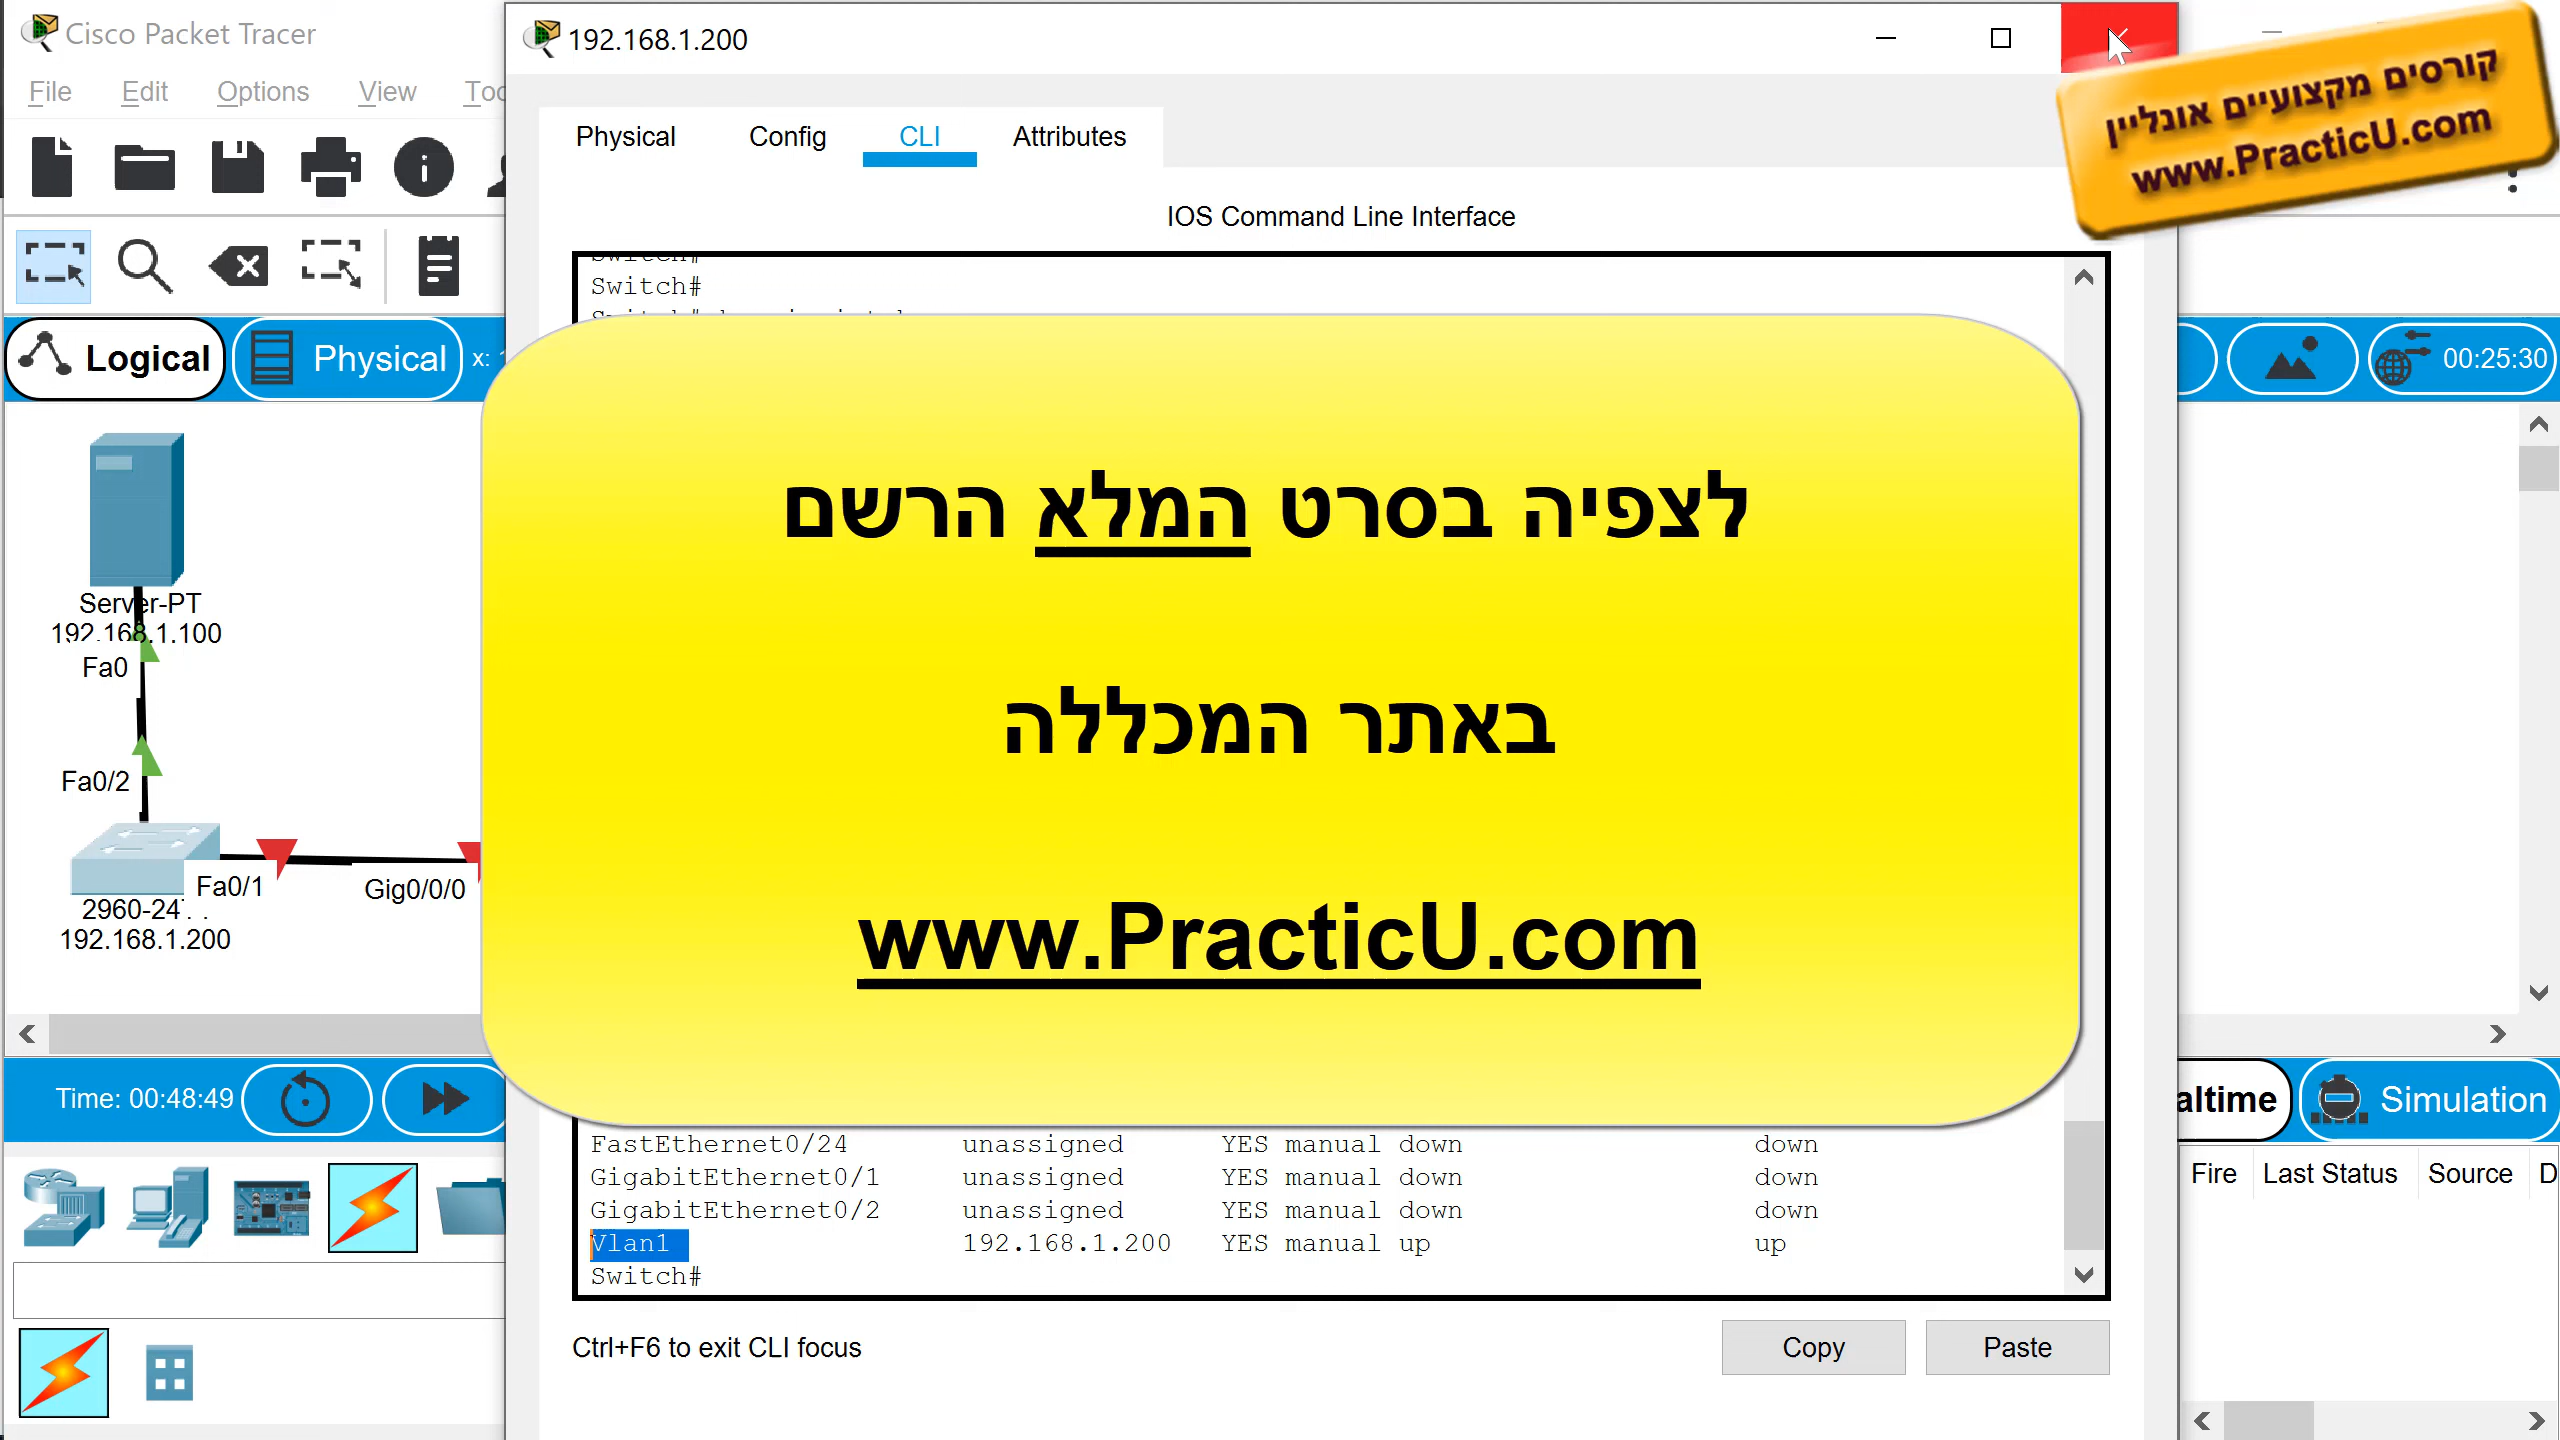 Cisco Packet Tracer
192.168.1.200
קורסים מקצועיים אונליין
www.PracticU.com
File Edit Options View
Physical Config CLI Attributes
IOS Command Line Interface
Switch#
Logical Physical x:
00:25:30
לצפיה בסרט המלא הרשם
באתר המכללה
www.PracticU.com
Server-PT
192.168.1.100
Fa0
Fa0/2
Fa0/1
Gig0/0/0
2960-24
192.168.1.200
Time: 00:48:49
altime Simulation
Fire Last Status Source D
FastEthernet0/24 unassigned YES manual down down
GigabitEthernet0/1 unassigned YES manual down down
GigabitEthernet0/2 unassigned YES manual down down
Vlan1 192.168.1.200 YES manual up up
Switch#
Ctrl+F6 to exit CLI focus
Copy Paste